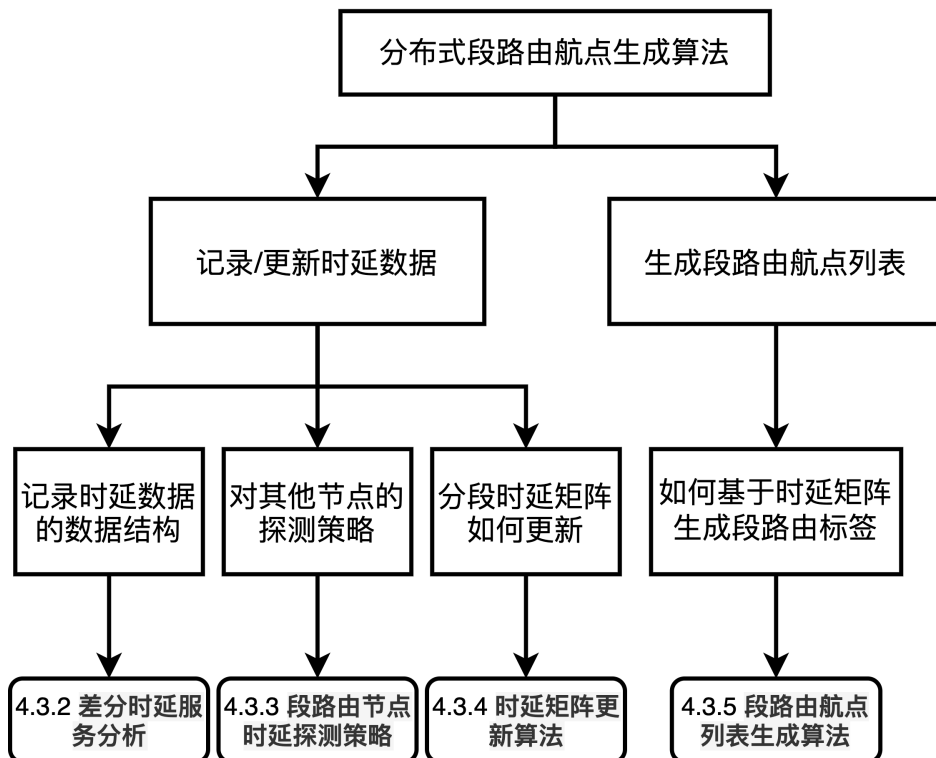 分布式段路由航点生成算法
记录/更新时延数据
生成段路由航点列表
记录时延数据
的数据结构
对其他节点的
探测策略
分段时延矩阵
如何更新
如何基于时延矩阵
生成段路由标签
4.3.2 差分时延服
务分析
4.3.3 段路由节点
时延探测策略
4.3.4 时延矩阵更
新算法
4.3.5 段路由航点
列表生成算法